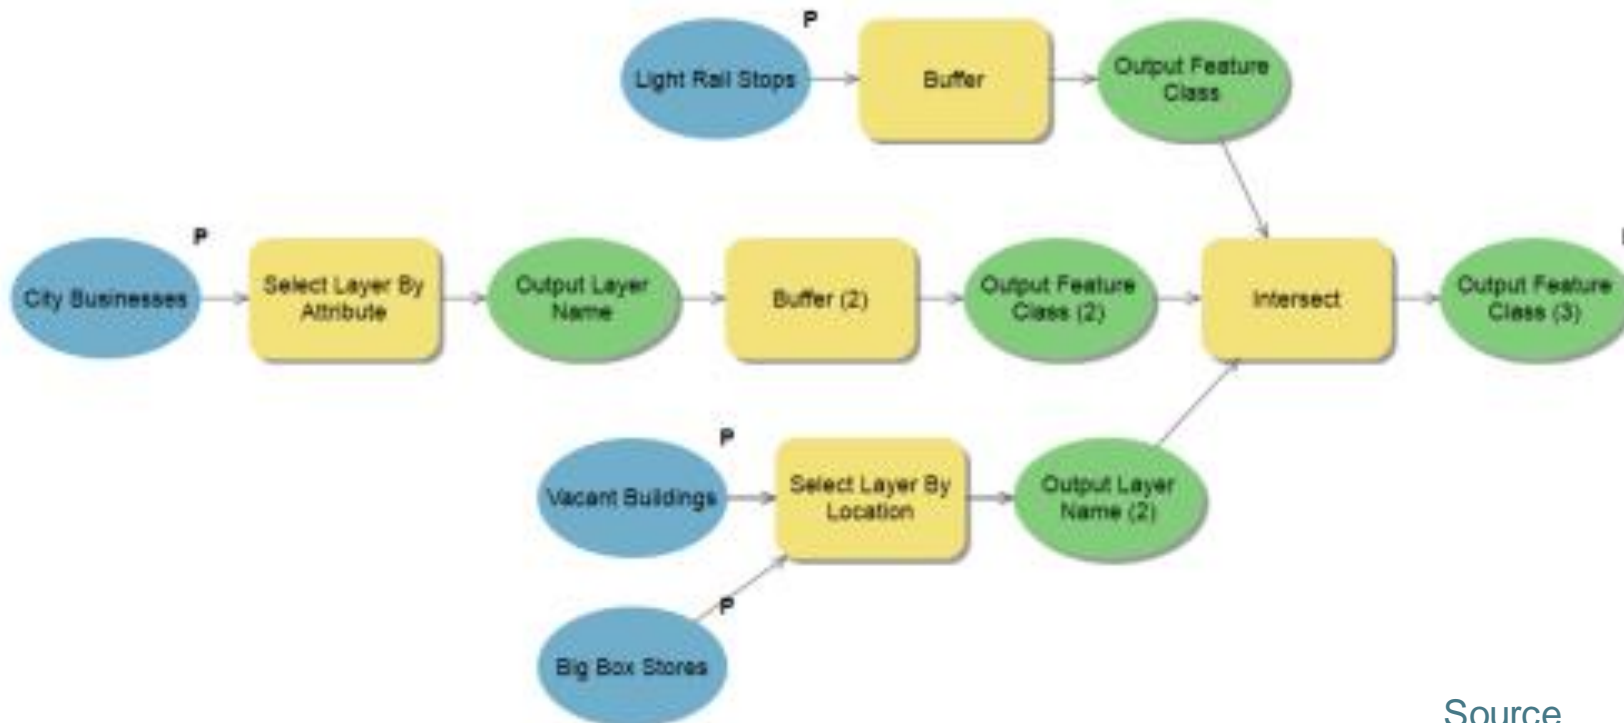 P
Light Rail Stops
Buffer
Output Feature
Class
P
City Businesses
Select Layer By
Attribute
Output Layer
Name
Buffer (2)
Output Feature
Class (2)
Intersect
Output Feature
Class (3)
P
Vacant Buildings
Select Layer By
Location
Output Layer
Name (2)
P
Big Box Stores
Source